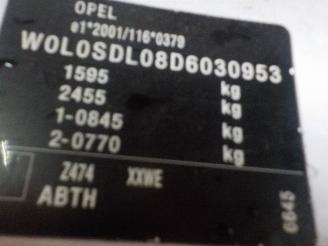 OPEL
e1*2001/116*0379
W0L0SDL08D6030953
1595 kg
2455 kg
1-0845 kg
2-0770 kg
Z474 XXWE
ABTH
6645